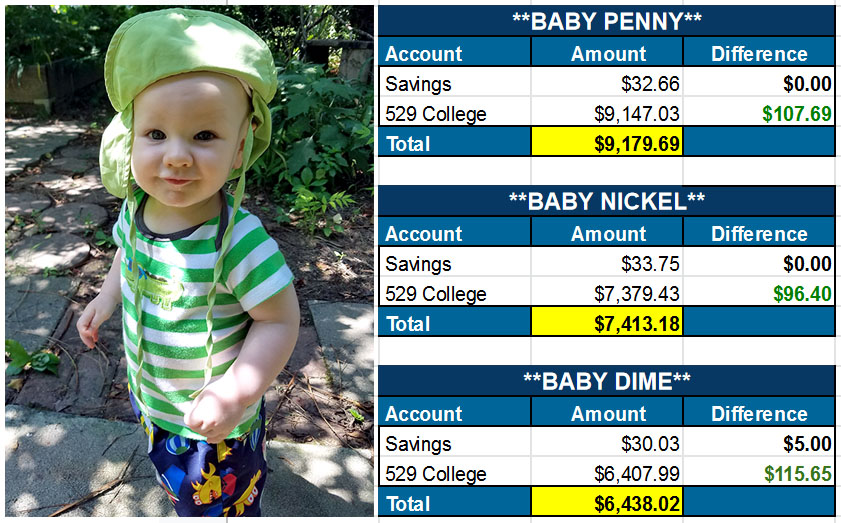 **BABY PENNY**
Account Amount Difference
Savings $32.66 $0.00
529 College $9,147.03 $107.69
Total $9,179.69
**BABY NICKEL**
Account Amount Difference
Savings $33.75 $0.00
529 College $7,379.43 $96.40
Total $7,413.18
**BABY DIME**
Account Amount Difference
Savings $30.03 $5.00
529 College $6,407.99 $115.65
Total $6,438.02